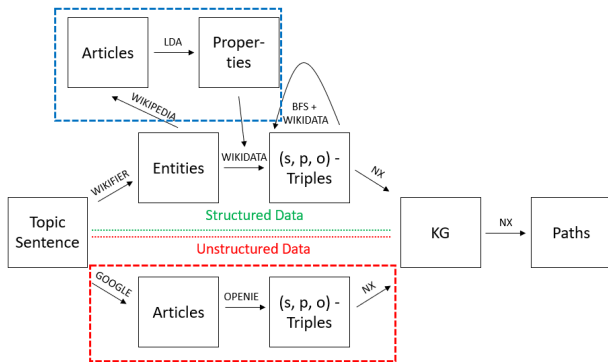 Articles
LDA
Proper-
ties
WIKIPEDIA
BFS +
WIKIDATA
Entities
WIKIDATA
(s, p, o) -
Triples
WIKIFIER
NX
Topic
Sentence
Structured Data
Unstructured Data
KG
NX
Paths
GOOGLE
Articles
OPENIE
(s, p, o) -
Triples
NX